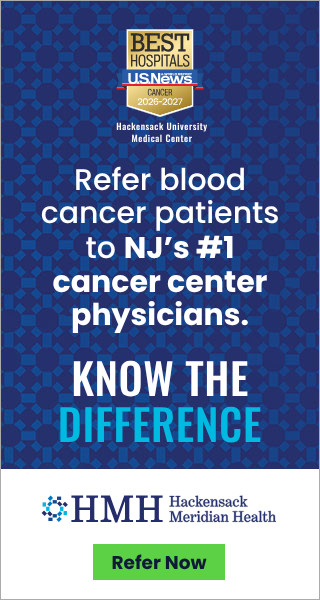 BEST
HOSPITALS
U.S. News
CANCER
2026-2027
Hackensack University
Medical Center
Refer blood
cancer patients
to NJ's #1
cancer center
physicians.
KNOW THE
DIFFERENCE
HMH Hackensack
Meridian Health
Refer Now